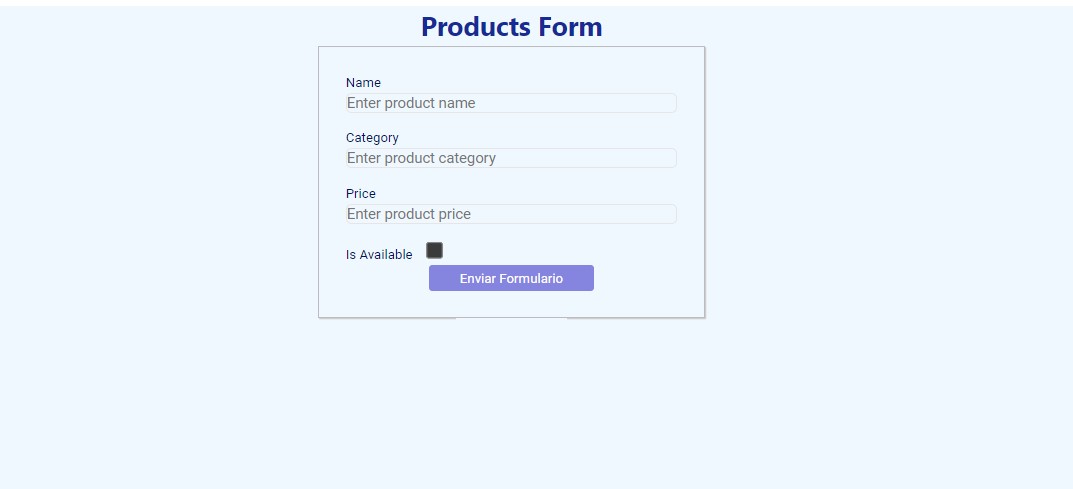 Products Form
Name
Enter product name
Category
Enter product category
Price
Enter product price
Is Available
Enviar Formulario